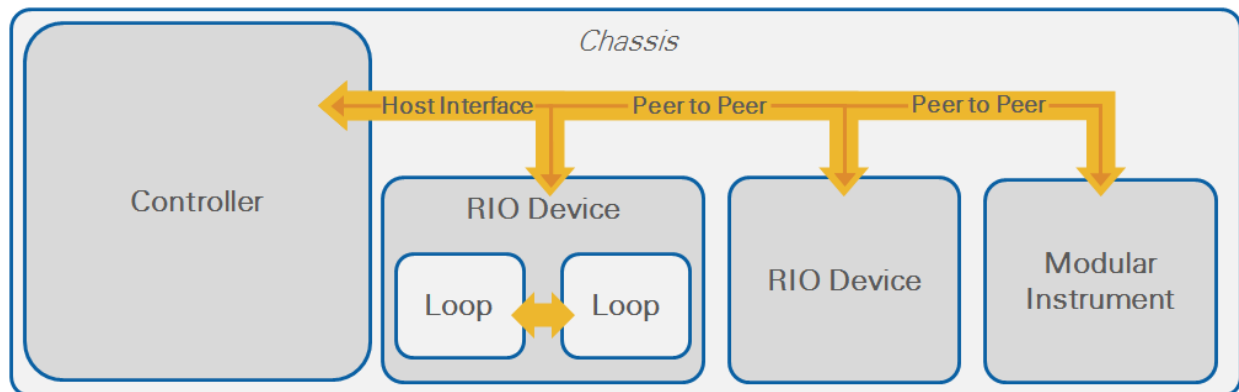 Chassis
Host Interface
Peer to Peer
Peer to Peer
Controller
RIO Device
Loop
Loop
RIO Device
Modular
Instrument